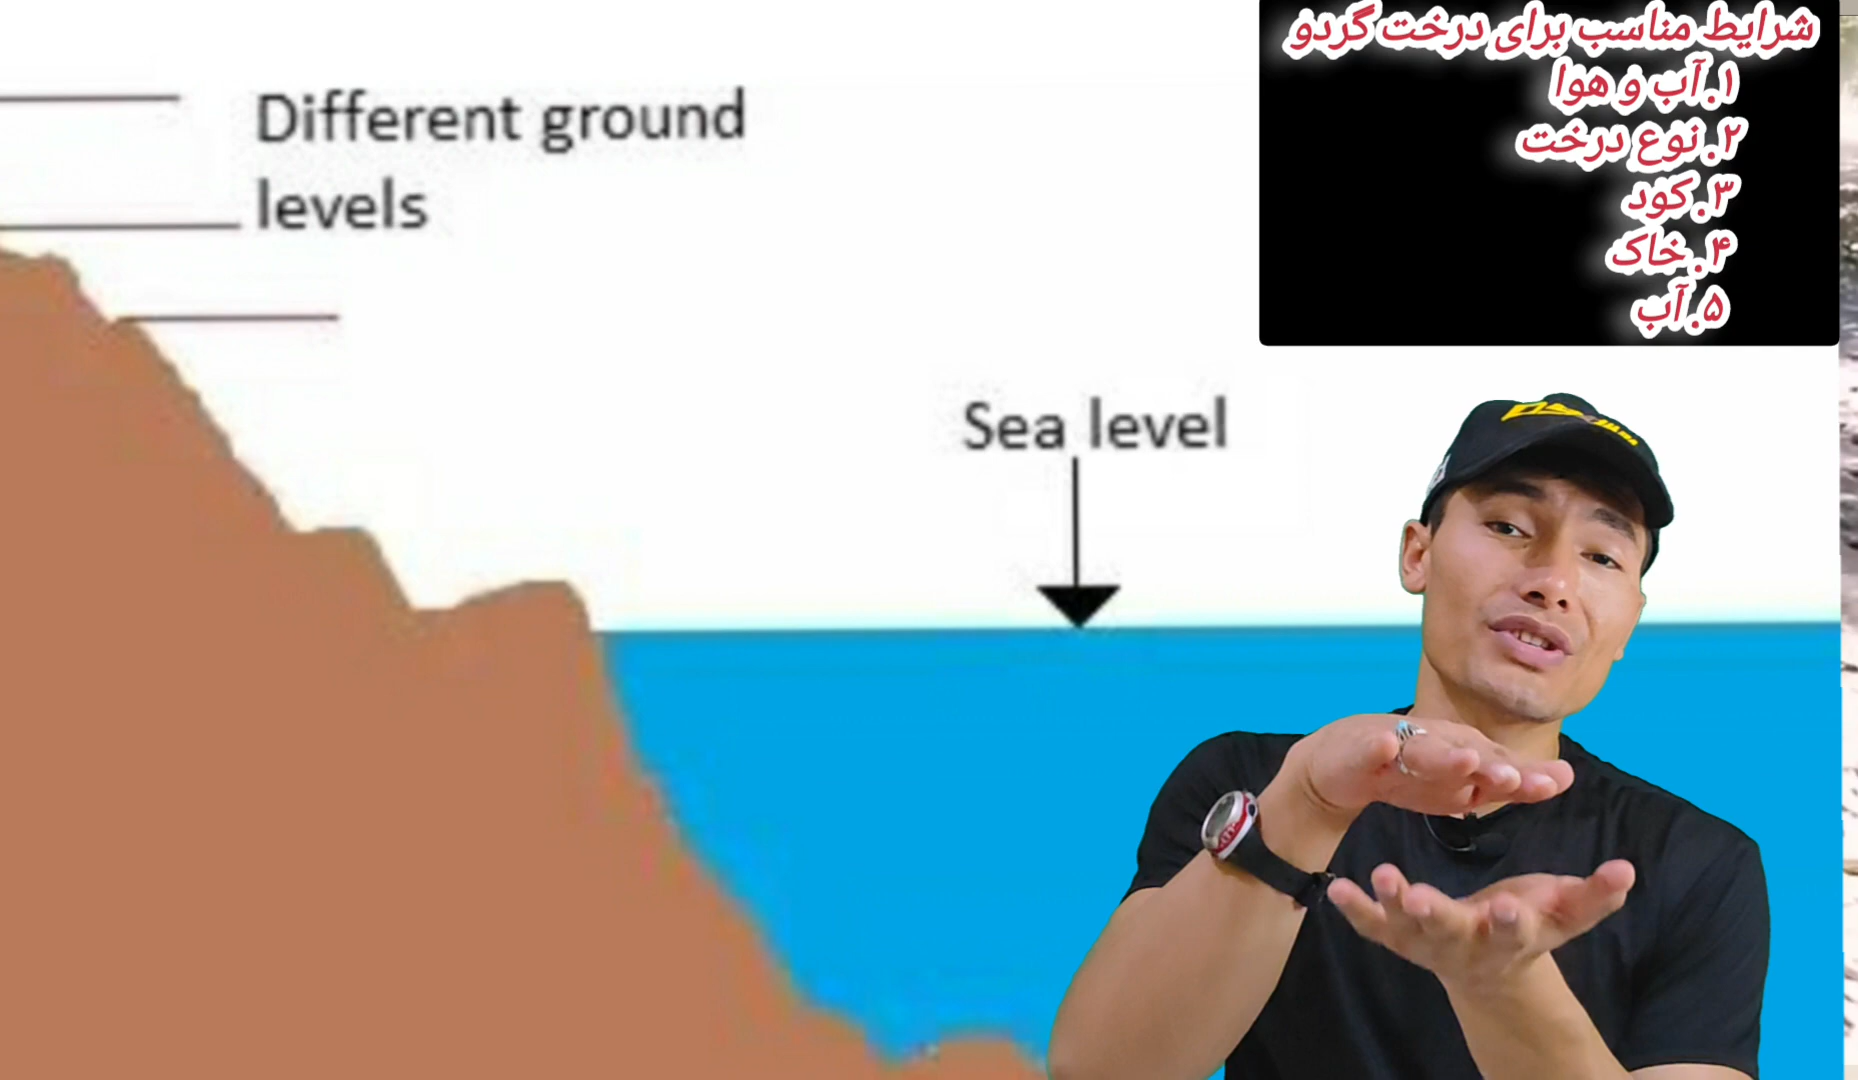 شرایط مناسب برای درخت گردو
۱.آب و هوا
۲.نوع درخت
۳.کود
۴.خاک
۵.آب
Different ground
levels
Sea level